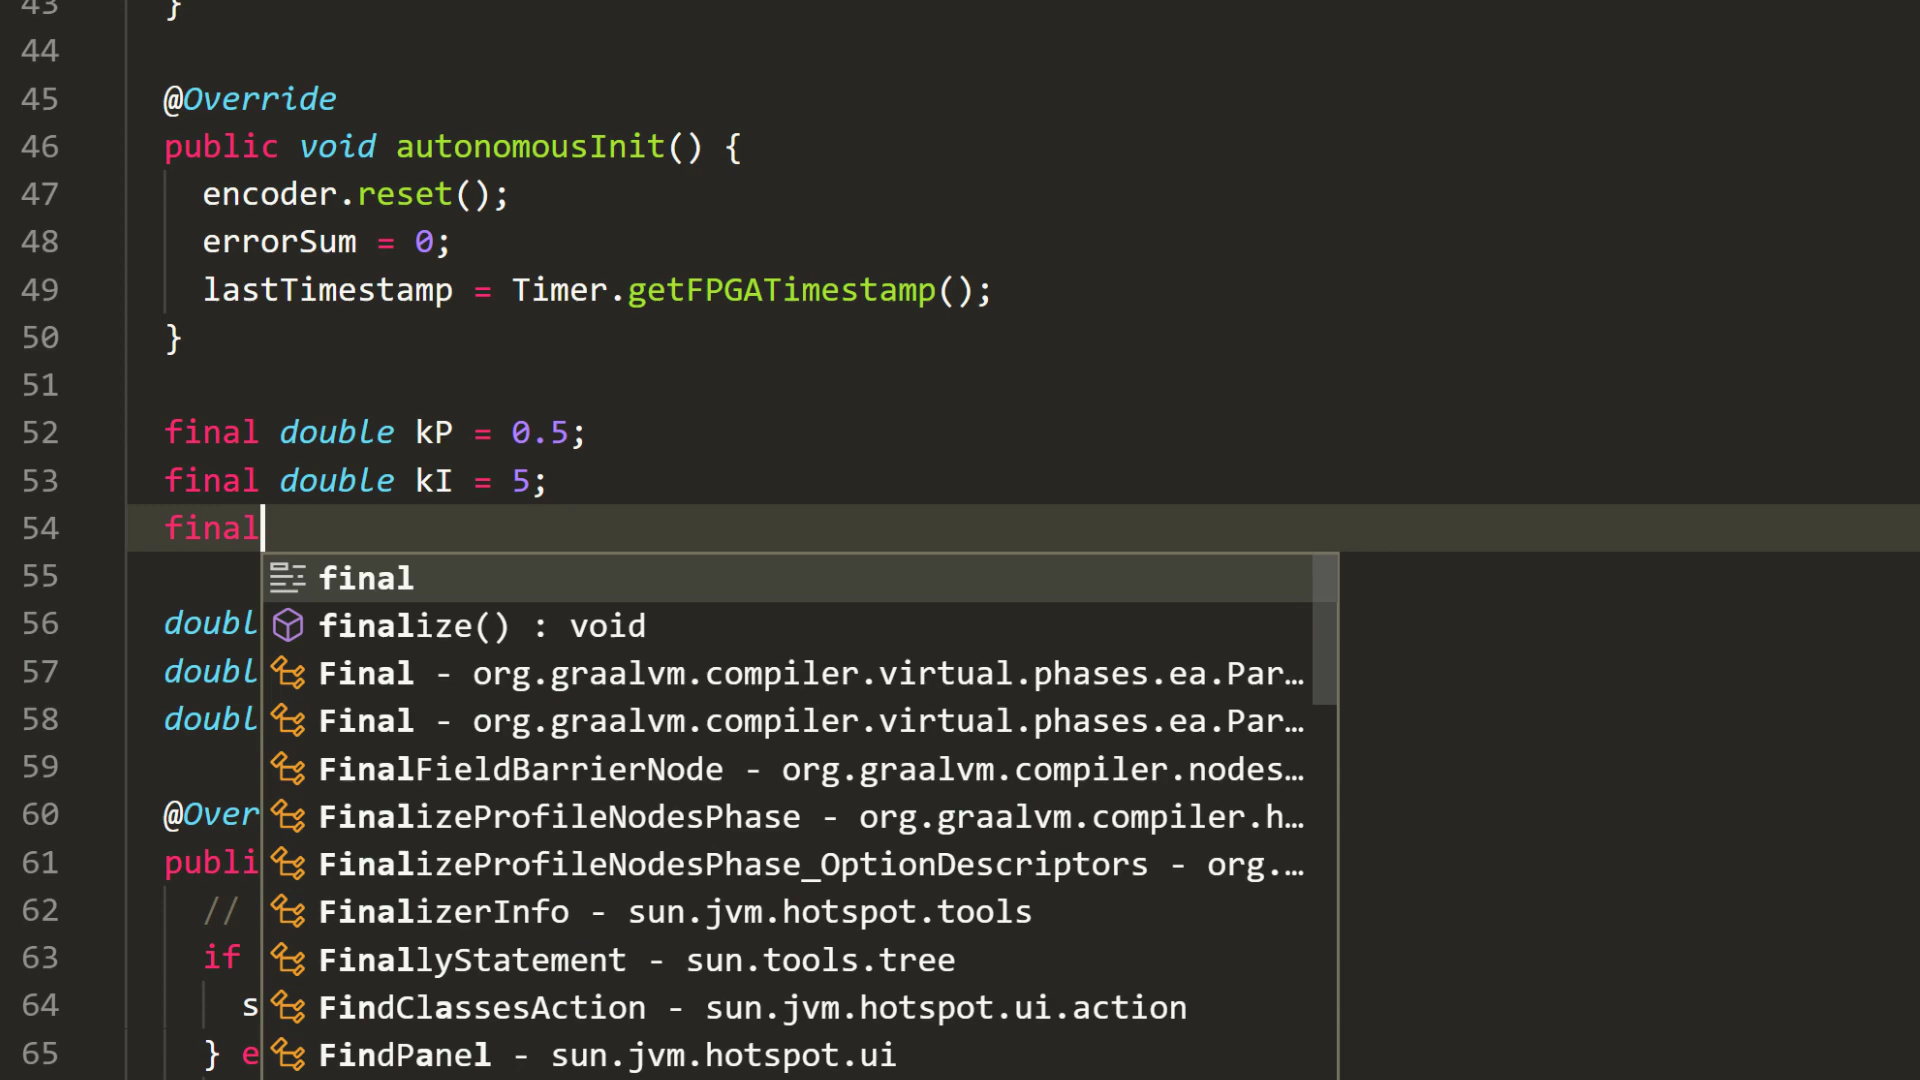 43 }
44
45 @Override
46 public void autonomousInit() {
47 encoder.reset();
48 errorSum = 0;
49 lastTimestamp = Timer.getFPGATimestamp();
50 }
51
52 final double kP = 0.5;
53 final double kI = 5;
54 final
55 final
56 doubl finalize() : void
57 doubl Final - org.graalvm.compiler.virtual.phases.ea.Par…
58 doubl Final - org.graalvm.compiler.virtual.phases.ea.Par…
59 FinalFieldBarrierNode - org.graalvm.compiler.nodes…
60 @Over FinalizeProfileNodesPhase - org.graalvm.compiler.h…
61 publi FinalizeProfileNodesPhase_OptionDescriptors - org.…
62 // FinalizerInfo - sun.jvm.hotspot.tools
63 if FinallyStatement - sun.tools.tree
64 s FindClassesAction - sun.jvm.hotspot.ui.action
65 } e FindPanel - sun.jvm.hotspot.ui